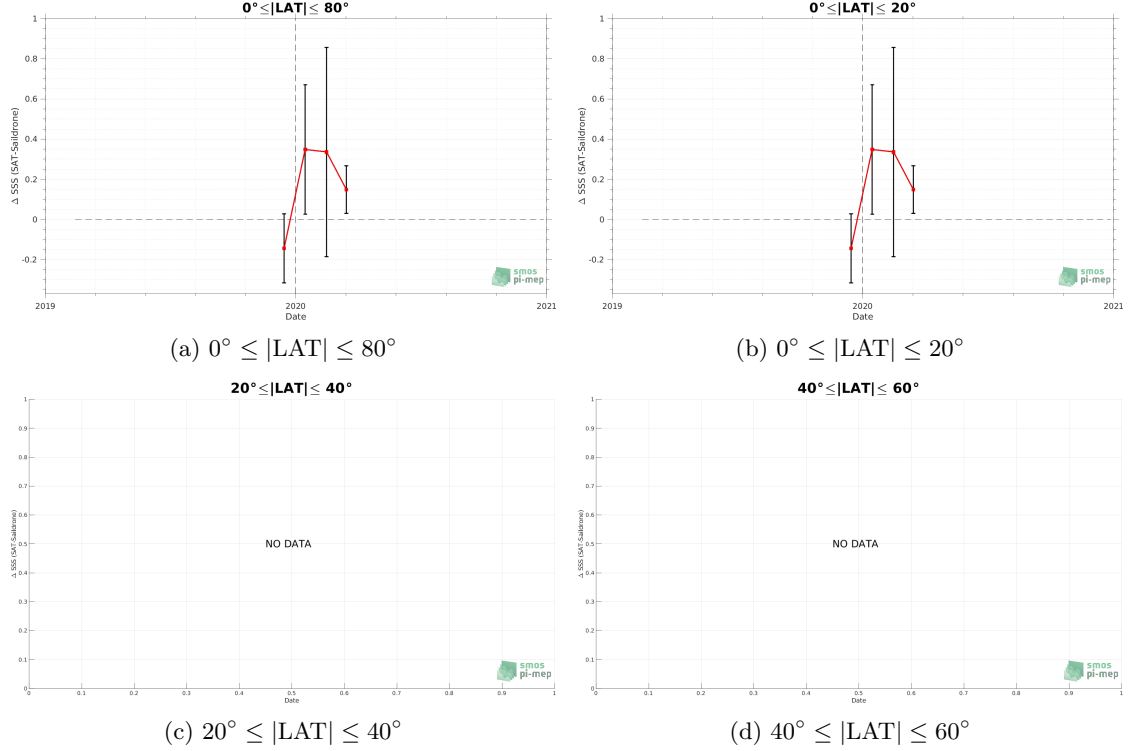 0°≤|LAT|≤ 80°
1
0.8
0.6
0.4
0.2
0
-0.2
Δ SSS (SAT-Saildrone)
2019
2020
2021
Date
smos
pi-mep
(a) 0° ≤ |LAT| ≤ 80°
0°≤|LAT|≤ 20°
1
0.8
0.6
0.4
0.2
0
-0.2
Δ SSS (SAT-Saildrone)
2019
2020
2021
Date
smos
pi-mep
(b) 0° ≤ |LAT| ≤ 20°
20°≤|LAT|≤ 40°
1
0.9
0.8
0.7
0.6
0.5
0.4
0.3
0.2
0.1
0
Δ SSS (SAT-Saildrone)
NO DATA
0 0.1 0.2 0.3 0.4 0.5 0.6 0.7 0.8 0.9 1
Date
smos
pi-mep
(c) 20° ≤ |LAT| ≤ 40°
40°≤|LAT|≤ 60°
1
0.9
0.8
0.7
0.6
0.5
0.4
0.3
0.2
0.1
0
Δ SSS (SAT-Saildrone)
NO DATA
0 0.1 0.2 0.3 0.4 0.5 0.6 0.7 0.8 0.9 1
Date
smos
pi-mep
(d) 40° ≤ |LAT| ≤ 60°